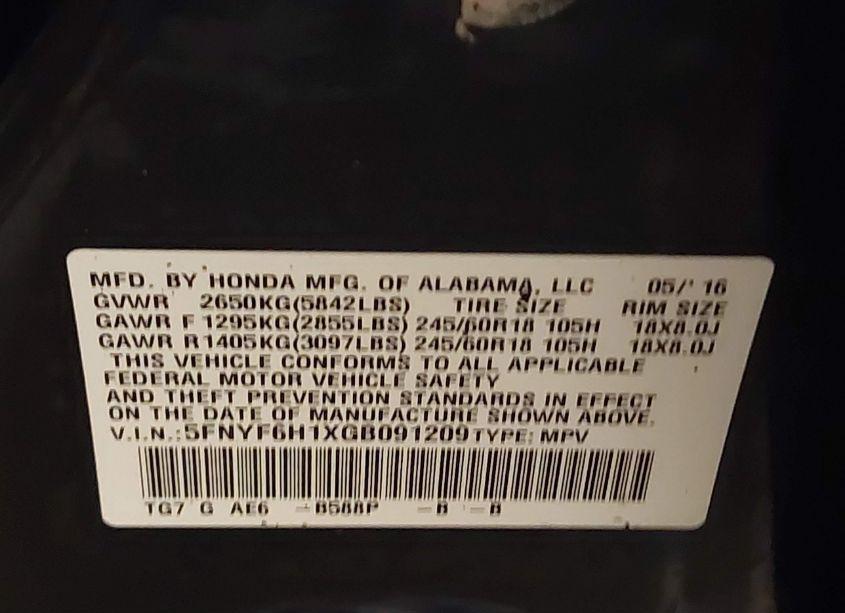 MFD. BY HONDA MFG. OF ALABAMA, LLC 05/' 16
GVWR 2650KG(5842LBS) TIRE SIZE RIM SIZE
GAWR F 1295KG(2855LBS) 245/60R18 105H 18X8.0J
GAWR R1405KG(3097LBS) 245/60R18 105H 18X8.0J
THIS VEHICLE CONFORMS TO ALL APPLICABLE
FEDERAL MOTOR VEHICLE SAFETY
AND THEFT PREVENTION STANDARDS IN EFFECT
ON THE DATE OF MANUFACTURE SHOWN ABOVE.
V.I.N.:5FNYF6H1XGB091209 TYPE: MPV
TG7 G AE6 –B588P –B –B